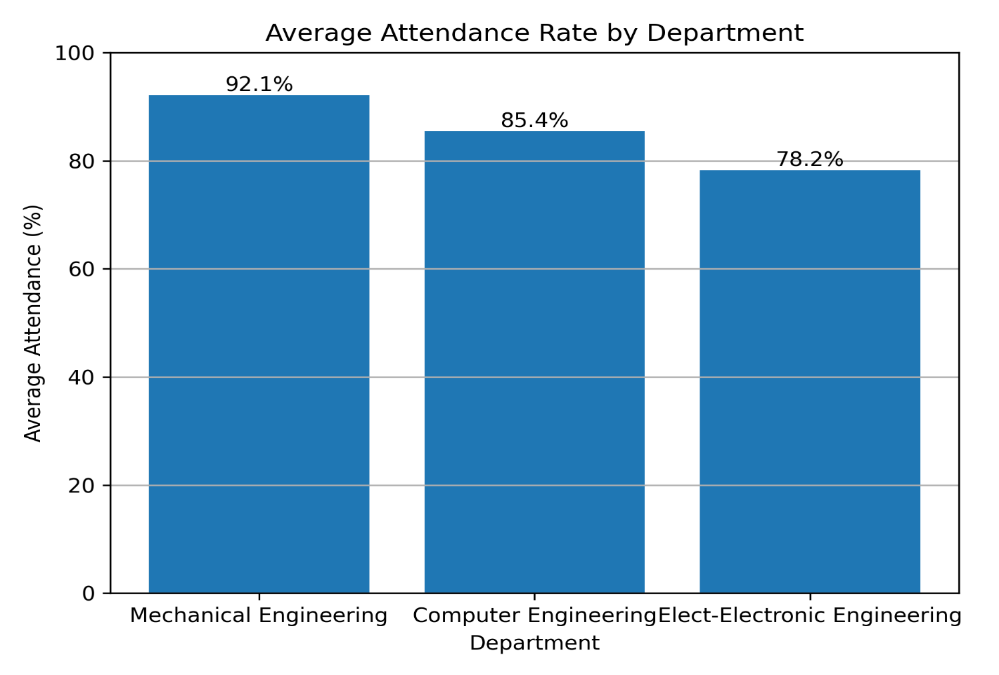 Average Attendance Rate by Department
100
92.1%
85.4%
80
78.2%
60
40
20
0
Average Attendance (%)
Mechanical Engineering
Computer Engineering
Elect-Electronic Engineering
Department